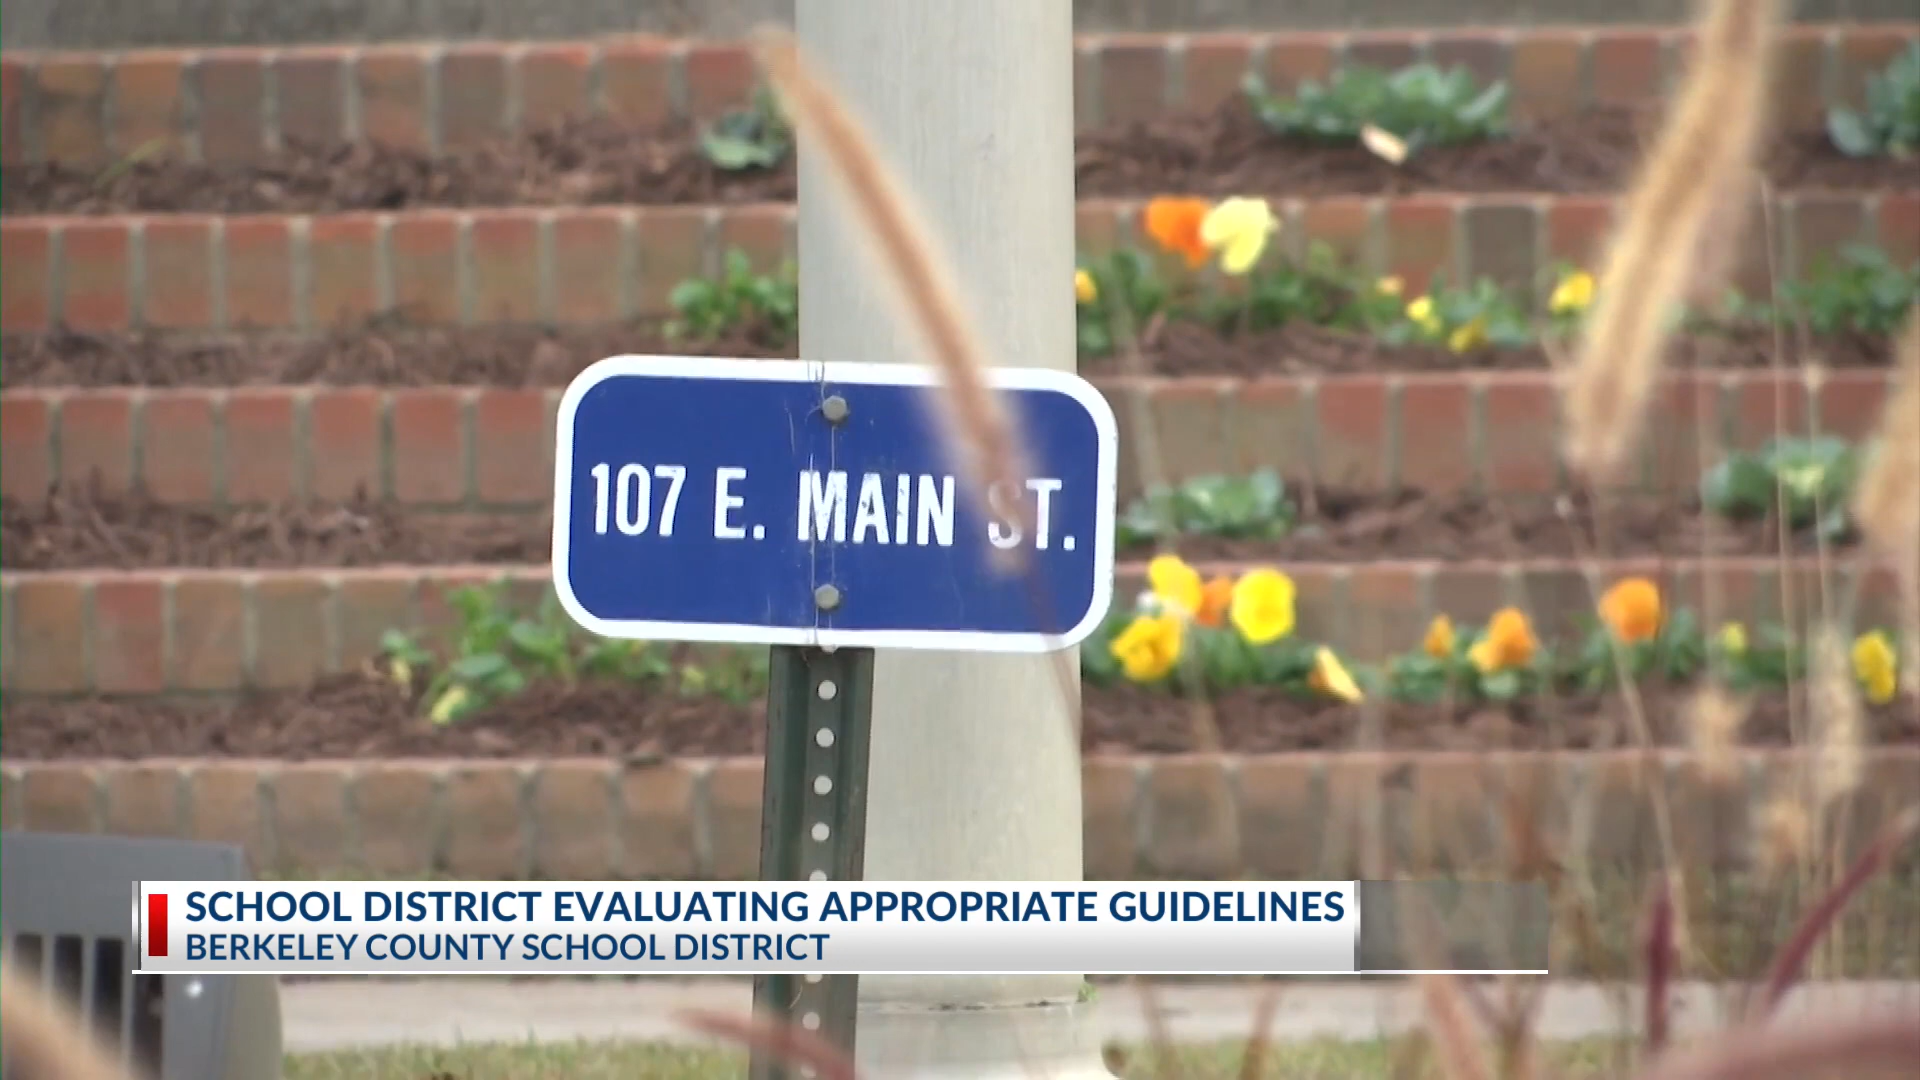 107 E. MAIN ST.
SCHOOL DISTRICT EVALUATING APPROPRIATE GUIDELINES
BERKELEY COUNTY SCHOOL DISTRICT